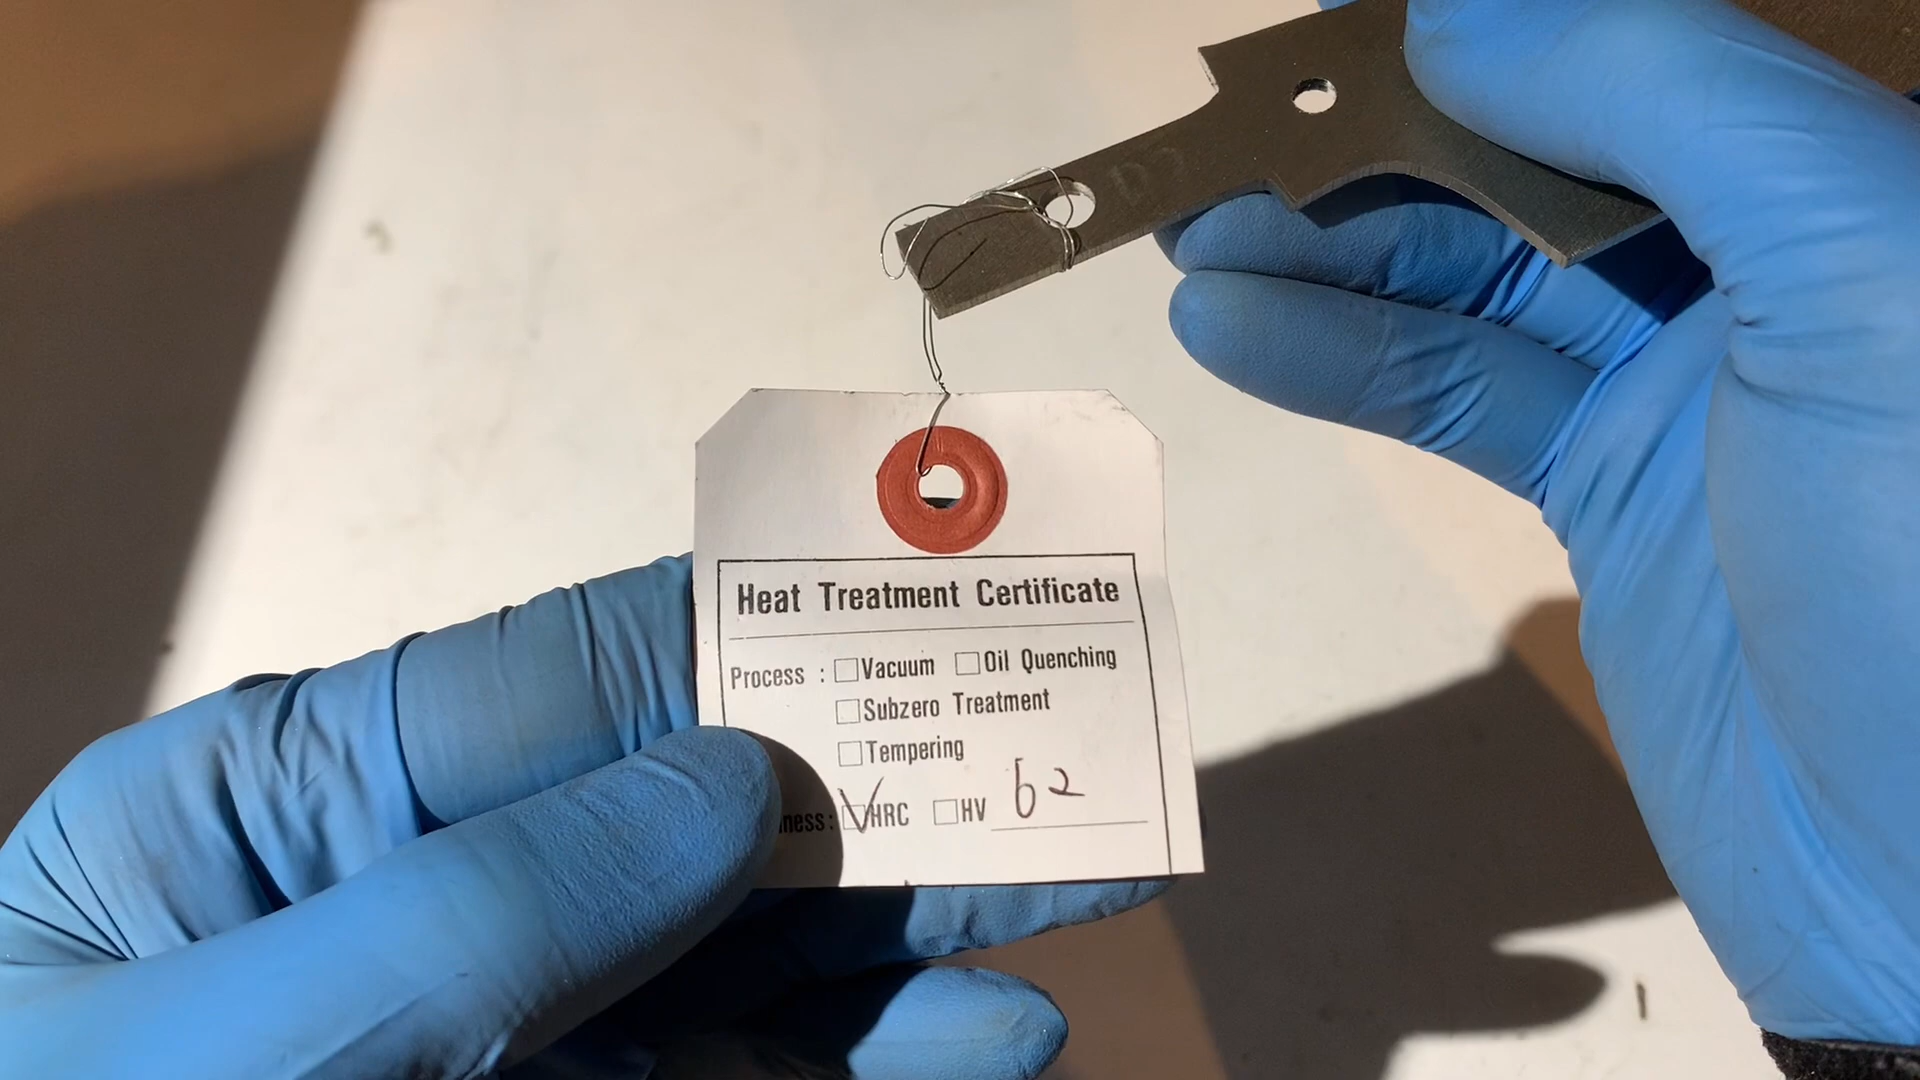 Heat Treatment Certificate
Process : □Vacuum □Oil Quenching
□Subzero Treatment
□Tempering
ness: ☑HRC □HV 62